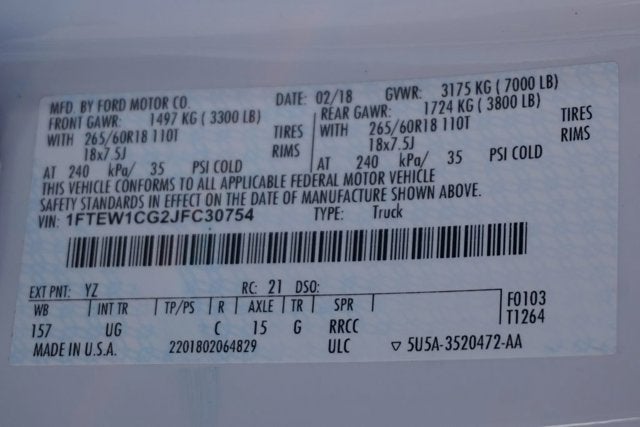 MFD. BY FORD MOTOR CO. DATE: 02/18 GVWR: 3175 KG ( 7000 LB)
FRONT GAWR: 1497 KG ( 3300 LB) REAR GAWR: 1724 KG ( 3800 LB)
WITH 265/60R18 110T TIRES WITH 265/60R18 110T TIRES
18x7.5J RIMS 18x7.5J RIMS
AT 240 kPa/ 35 PSI COLD AT 240 kPa/ 35 PSI COLD
THIS VEHICLE CONFORMS TO ALL APPLICABLE FEDERAL MOTOR VEHICLE
SAFETY STANDARDS IN EFFECT ON THE DATE OF MANUFACTURE SHOWN ABOVE.
VIN: 1FTEW1CG2JFC30754 TYPE: Truck
EXT PNT: YZ RC: 21 DSO:
WB INT TR TP/PS R AXLE TR SPR F0103
157 UG C 15 G RRCC T1264
MADE IN U.S.A. 2201802064829 ULC ▽ 5U5A-3520472-AA